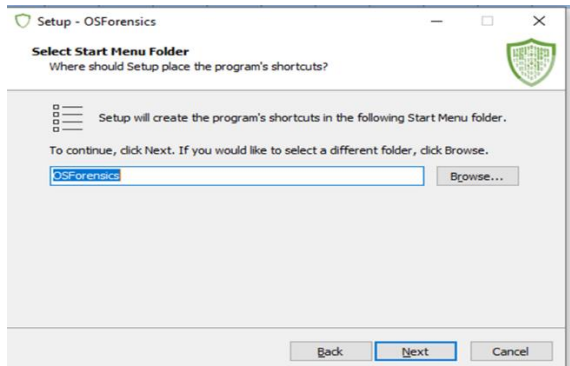 Setup - OSForensics
Select Start Menu Folder
Where should Setup place the program's shortcuts?
Setup will create the program's shortcuts in the following Start Menu folder.
To continue, click Next. If you would like to select a different folder, click Browse.
OSForensics
Browse...
Back
Next
Cancel